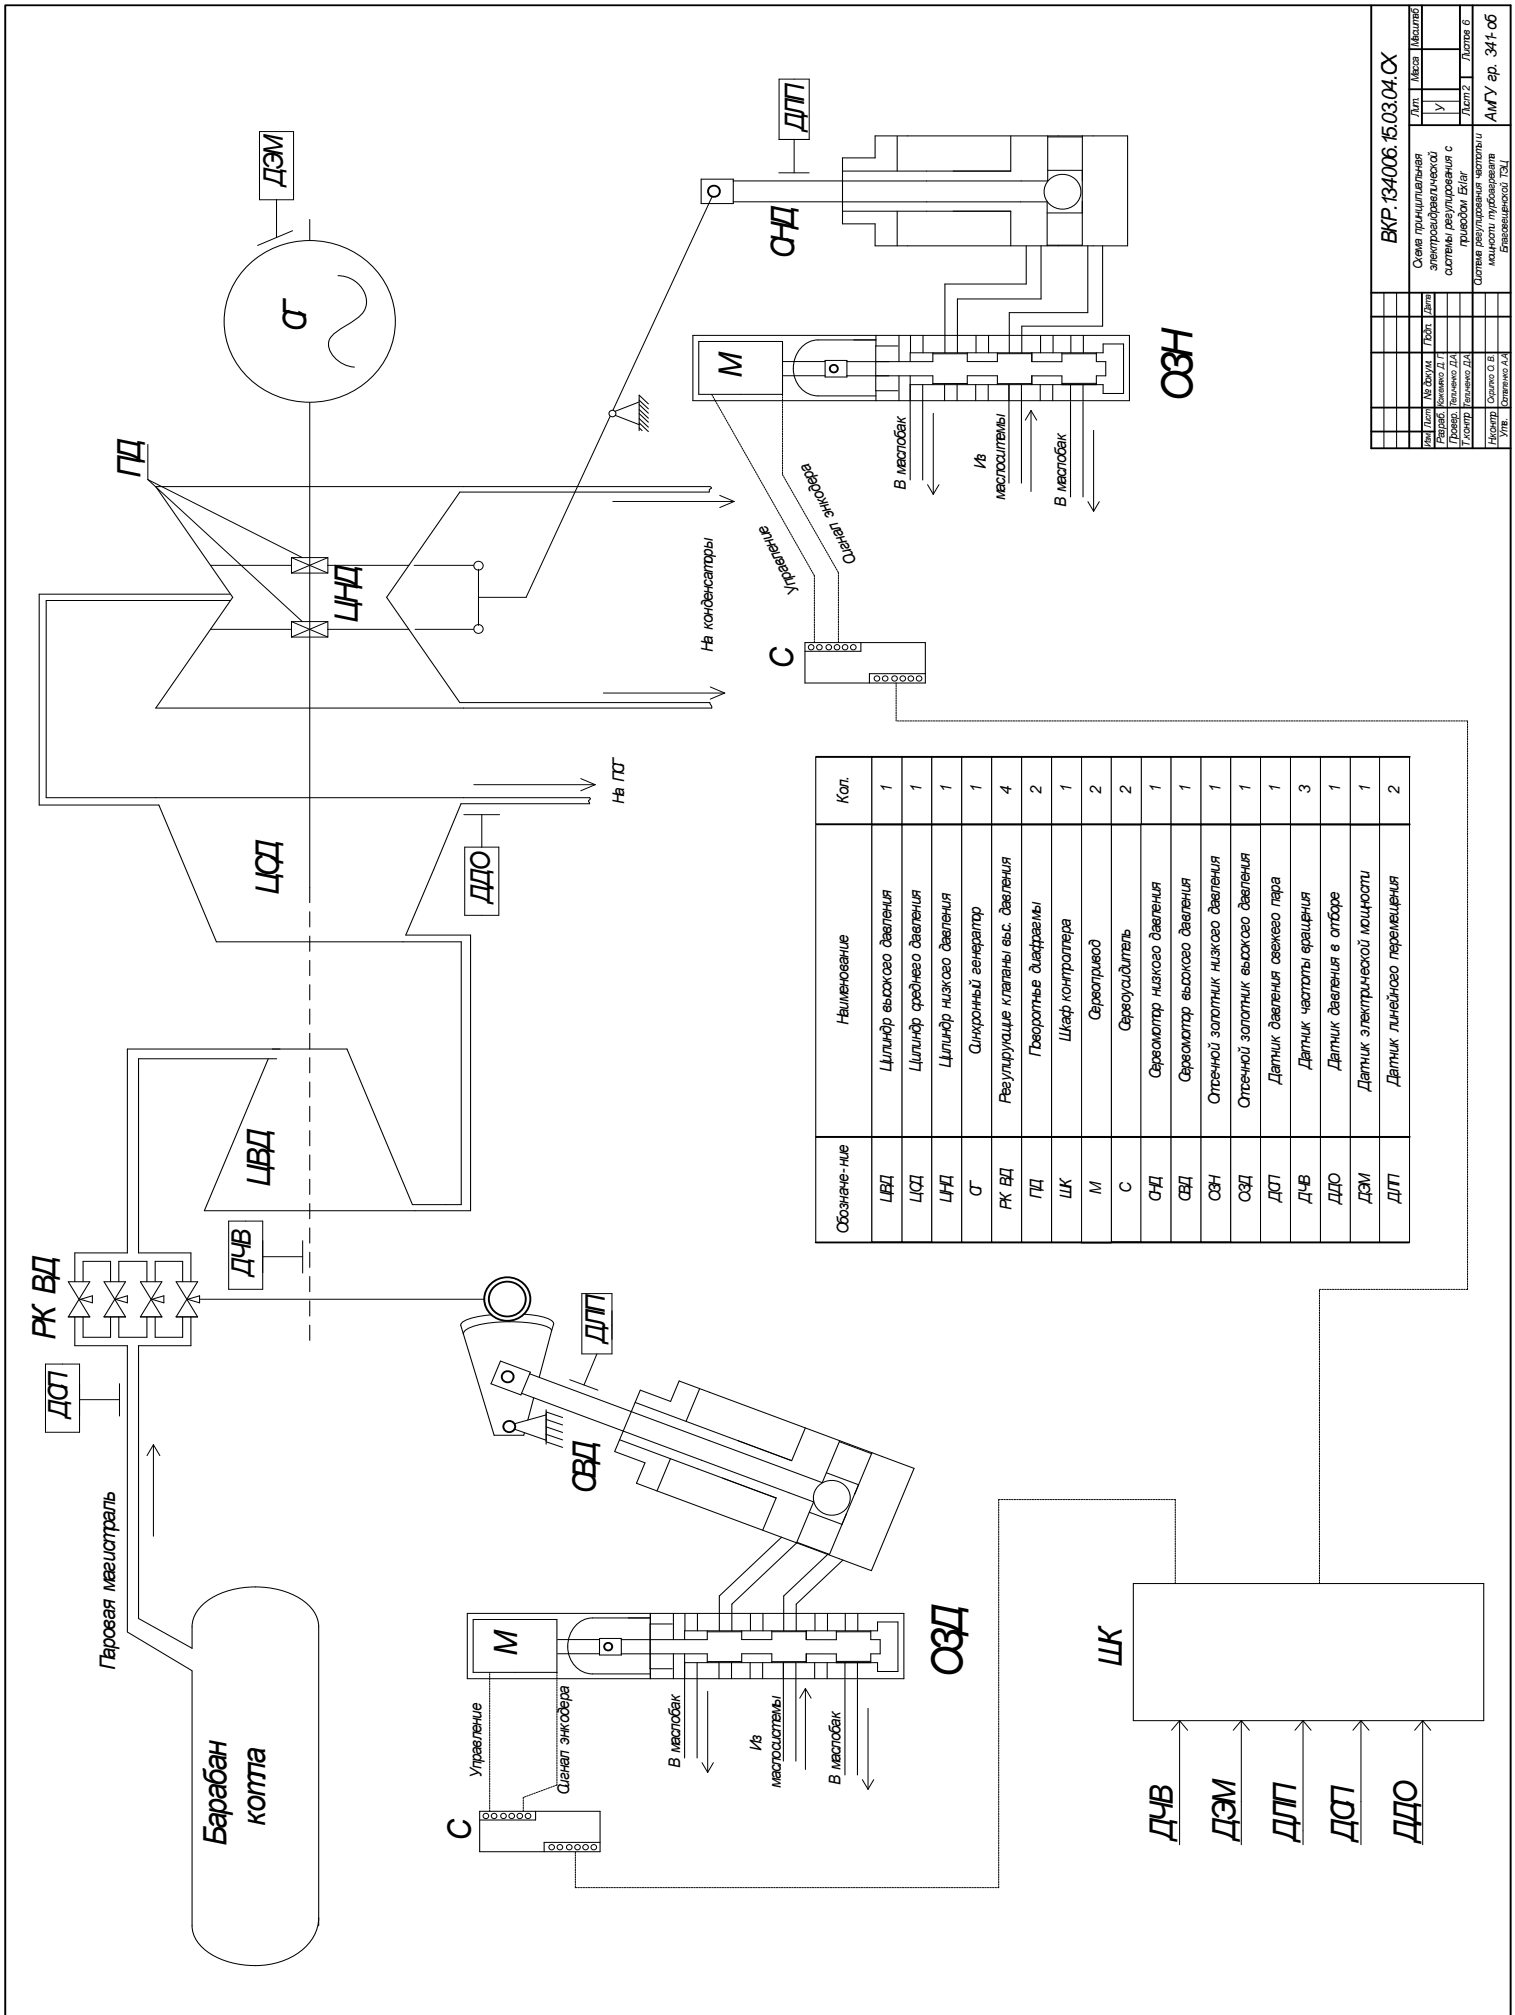 Барабан
котла
Паровая магистраль
ДСП
РК ВД
ДЧВ
ЦВД
ЦСД
ДДО
На ПСГ
ЦНД
ПД
СГ
ДЭМ
На конденсаторы
СВД
ДЛП
С
Управление
Сигнал энкодера
М
ОЗД
В маслобак
Из
маслосистемы
В маслобак
С
Управление
Сигнал энкодера
М
ОЗН
В маслобак
Из
маслоситемы
В маслобак
СНД
ДЛП
ШК
ДЧВ
ДЭМ
ДЛП
ДСП
ДДО
Обозначе-ние Наименование Кол.
ЦВД Цилиндр высокого давления 1
ЦСД Цилиндр среднего давления 1
ЦНД Цилиндр низкого давления 1
СГ Синхронный генератор 1
РК ВД Регулирующие клапаны выс. давления 4
ПД Поворотные диафрагмы 2
ШК Шкаф контроллера 1
М Сервопривод 2
С Сервоусидитель 2
СНД Сервомотор низкого давления 1
СВД Сервомотор высокого давления 1
ОЗН Отсечной золотник низкого давления 1
ОЗД Отсечной золотник высокого давления 1
ДСП Датчик давления свежего пара 1
ДЧВ Датчик частоты вращения 3
ДДО Датчик давления в отборе 1
ДЭМ Датчик электрической мощности 1
ДЛП Датчик линейного перемещения 2
ВКР.134006.15.03.04.СХ
Изм. Лист № докум. Подп. Дата
Разраб.
Провер. Теличенко Д.А.
Т.контр. Теличенко Д.А.
Н.контр. Скрипко О.В.
Утв. Остапенко А.А.
Схема принципиальная
электрогидравлической
системы регулирования с
приводом Exlar
Лит. Масса Масштаб
У
Лист 2 Листов 6
Система регулирования частоты и
мощности турбоагрегата
Благовещенской ТЭЦ
АмГУ гр. 341-об